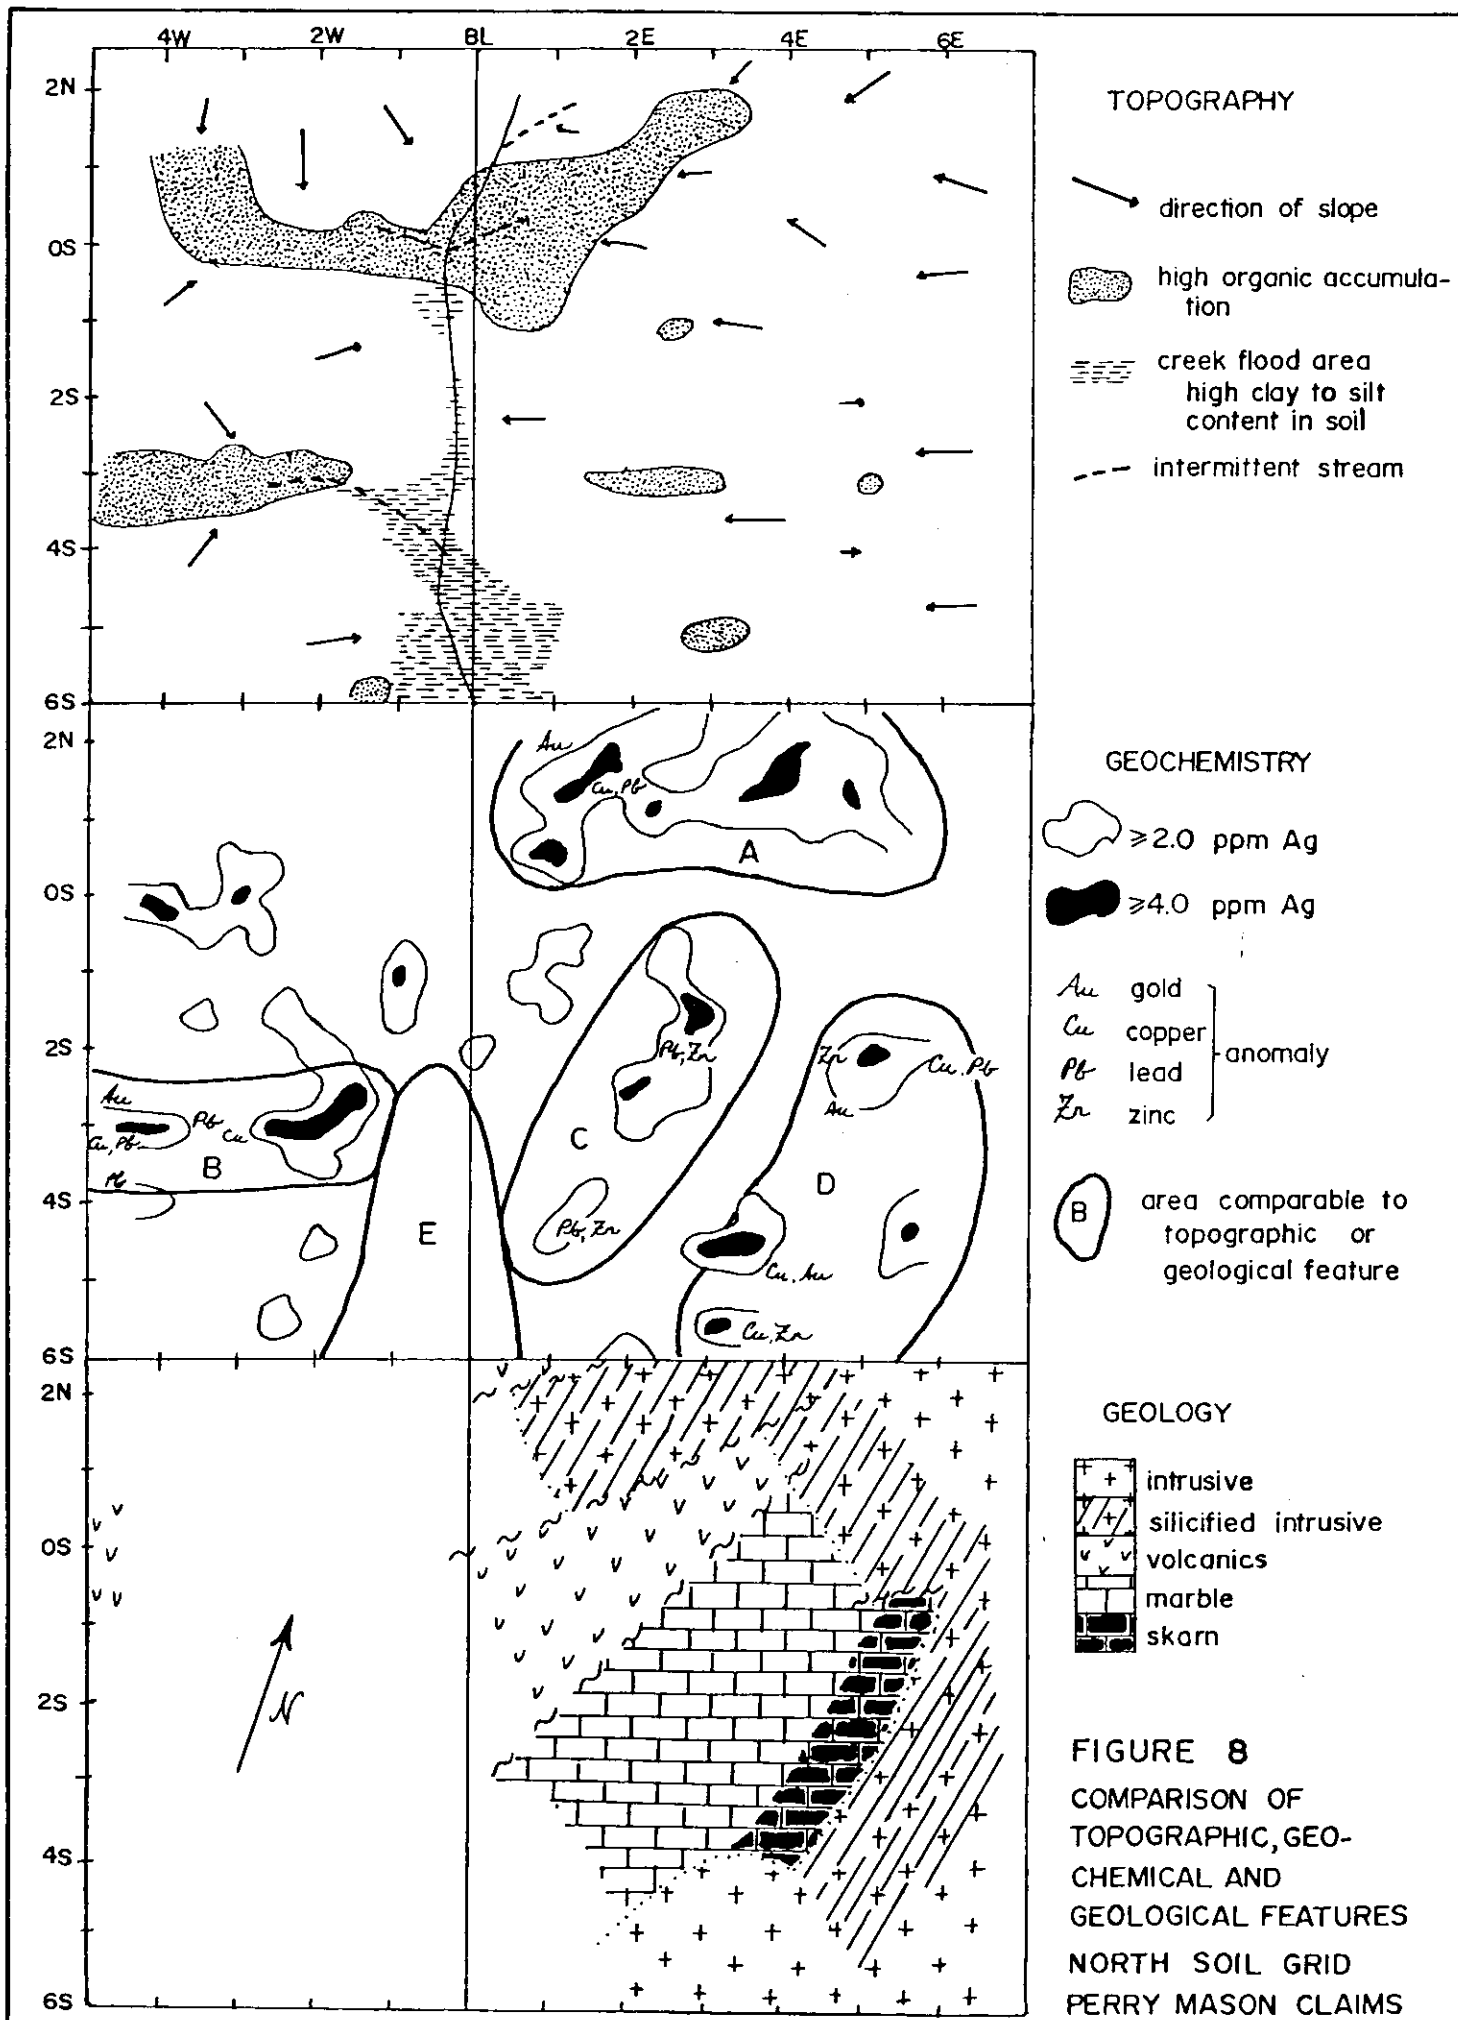 4W 2W BL 2E 4E 6E
2N
0S
2S
4S
6S
TOPOGRAPHY
direction of slope
high organic accumula-
tion
creek flood area
high clay to silt
content in soil
intermittent stream
2N
0S
2S
4S
6S
Au
Cu, Pb
A
Au
Cu, Pb
Pb
Cu
B
Pb
E
Pb, Zn
C
Pb, Zn
Zn
Cu, Pb
Au
D
Cu, Au
Cu, Zn
GEOCHEMISTRY
≥2.0 ppm Ag
≥4.0 ppm Ag
Au gold
Cu copper
Pb lead
Zn zinc
anomaly
B
area comparable to
topographic or
geological feature
2N
0S
2S
4S
6S
N
GEOLOGY
intrusive
silicified intrusive
volcanics
marble
skarn
FIGURE 8
COMPARISON OF
TOPOGRAPHIC, GEO-
CHEMICAL AND
GEOLOGICAL FEATURES
NORTH SOIL GRID
PERRY MASON CLAIMS